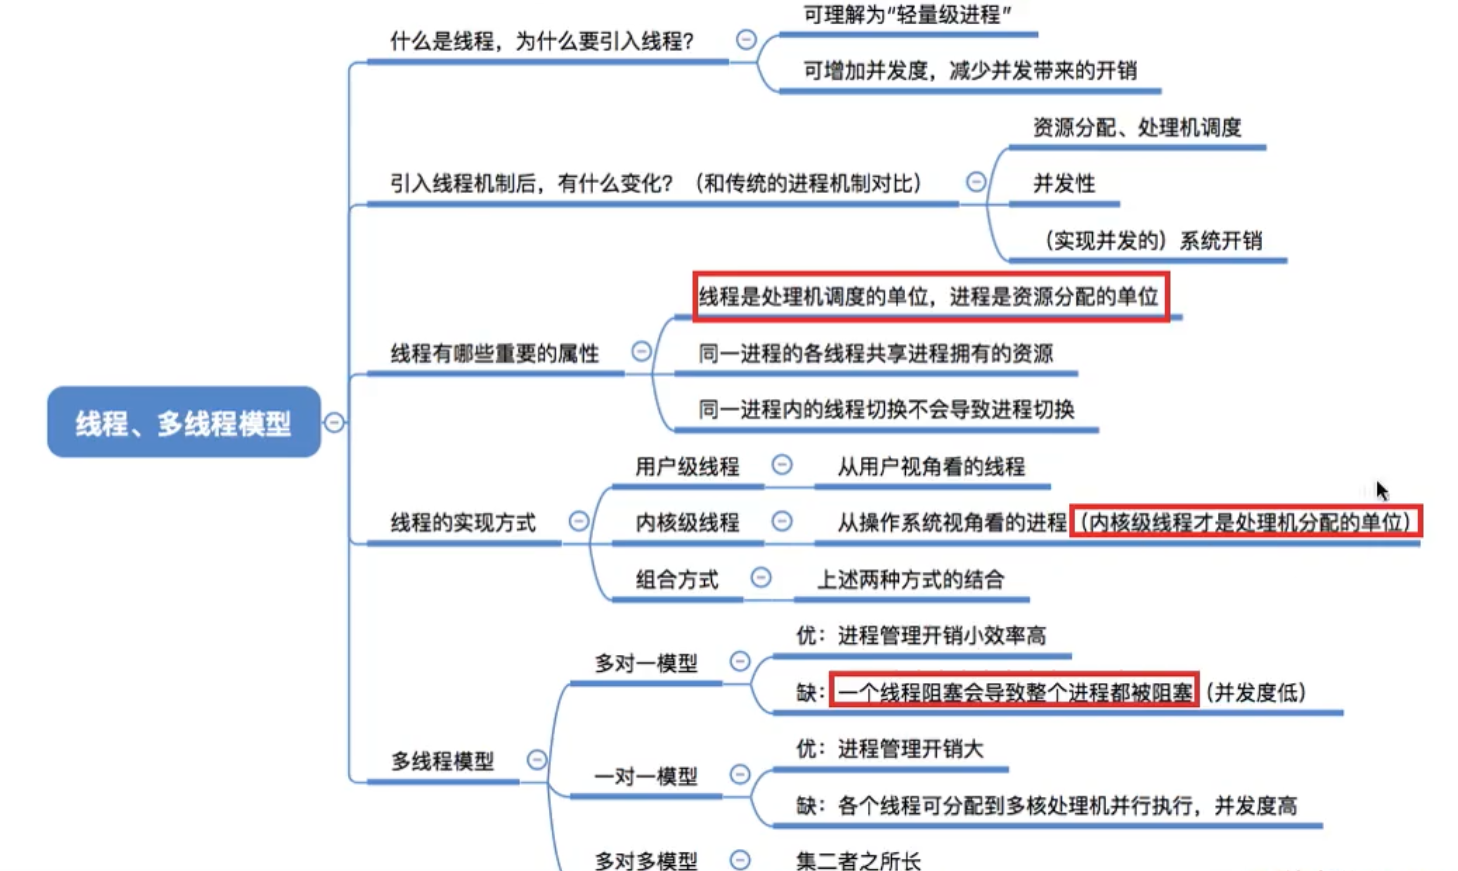 可理解为“轻量级进程”
什么是线程，为什么要引入线程？
可增加并发度，减少并发带来的开销
资源分配、处理机调度
引入线程机制后，有什么变化？（和传统的进程机制对比）
并发性
（实现并发的）系统开销
线程是处理机调度的单位，进程是资源分配的单位
线程有哪些重要的属性
同一进程的各线程共享进程拥有的资源
同一进程内的线程切换不会导致进程切换
线程、多线程模型
用户级线程
从用户视角看的线程
线程的实现方式
内核级线程
从操作系统视角看的进程（内核级线程才是处理机分配的单位）
组合方式
上述两种方式的结合
优：进程管理开销小效率高
多对一模型
缺：一个线程阻塞会导致整个进程都被阻塞（并发度低）
多线程模型
优：进程管理开销大
一对一模型
缺：各个线程可分配到多核处理机并行执行，并发度高
多对多模型
集二者之所长